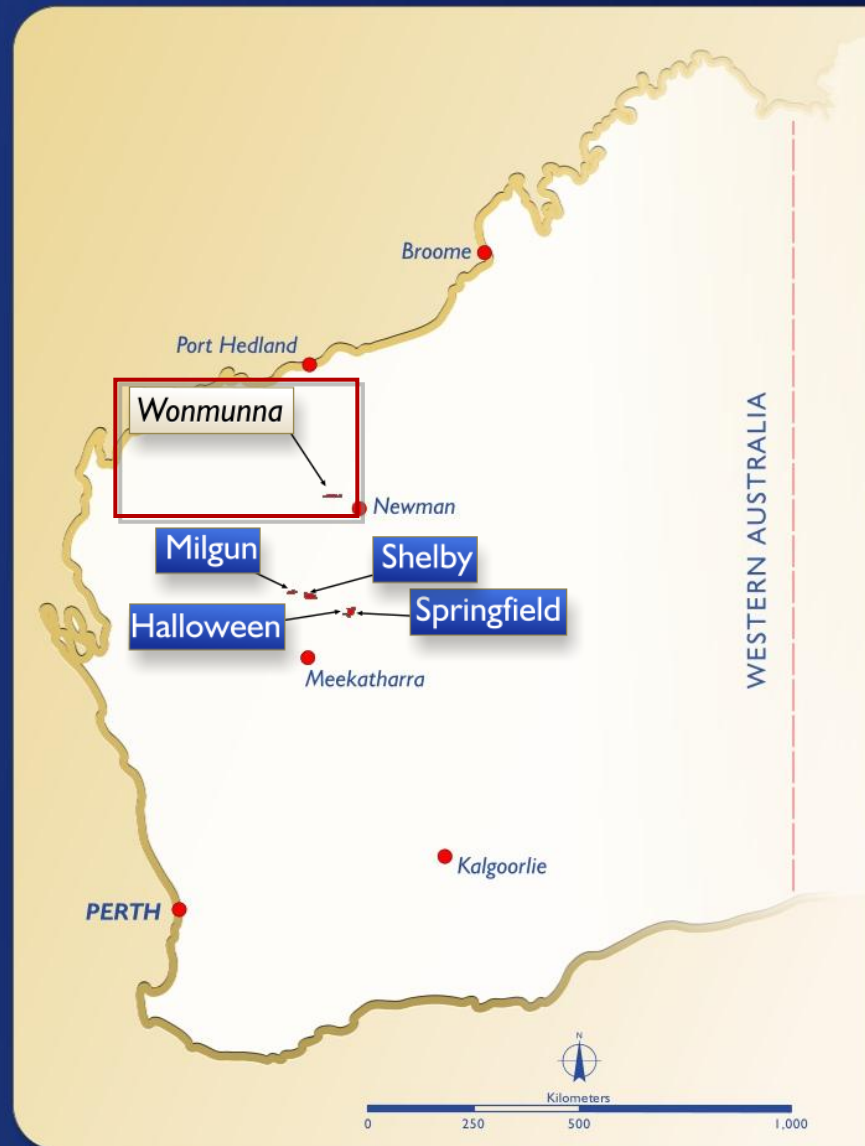 Broome
Port Hedland
Wonmunna
Newman
Milgun
Shelby
Halloween
Springfield
Meekatharra
WESTERN AUSTRALIA
Kalgoorlie
PERTH
N
Kilometers
0 250 500 1,000